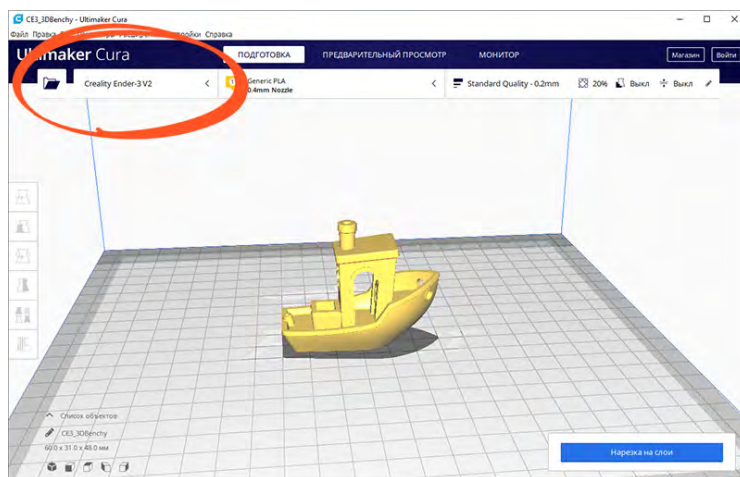 CE3_3DBenchy - Ultimaker Cura
Файл Правка Справка
Ultimaker Cura ПОДГОТОВКА ПРЕДВАРИТЕЛЬНЫЙ ПРОСМОТР МОНИТОР Магазин Войти
Creality Ender-3 V2 Generic PLA Standard Quality - 0.2mm 20% Выкл Выкл
0.4mm Nozzle
Список объектов
CE3_3DBenchy
60.0 x 31.0 x 48.0 мм
Нарезка на слои